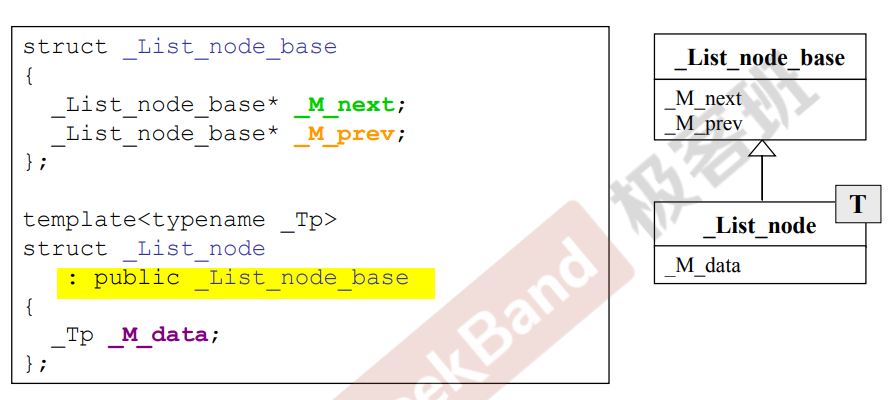 struct _List_node_base
{
_List_node_base* _M_next;
_List_node_base* _M_prev;
};
template<typename _Tp>
struct _List_node
: public _List_node_base
{
_Tp _M_data;
};
_List_node_base
_M_next
_M_prev
T
_List_node
_M_data
eekBand 极客班